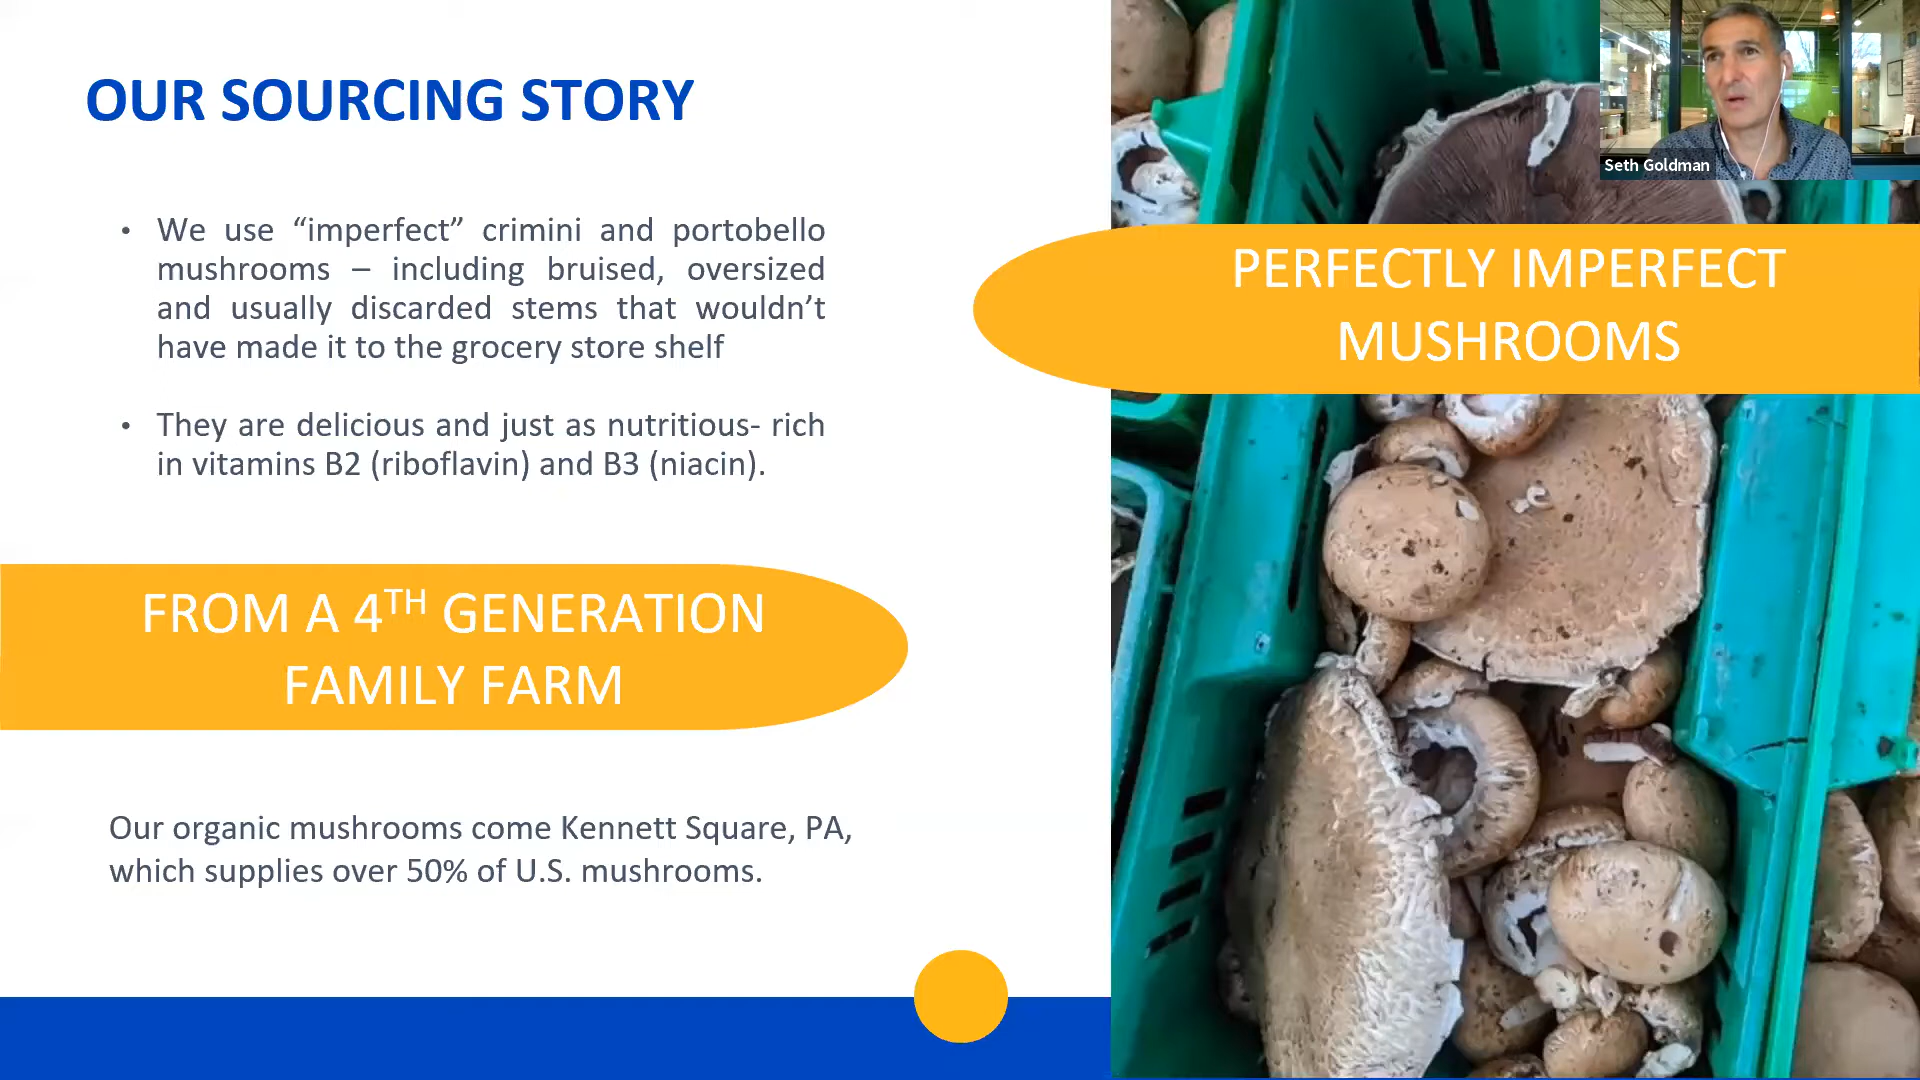 OUR SOURCING STORY
• We use “imperfect” crimini and portobello
mushrooms – including bruised, oversized
and usually discarded stems that wouldn’t
have made it to the grocery store shelf
• They are delicious and just as nutritious- rich
in vitamins B2 (riboflavin) and B3 (niacin).
FROM A 4TH GENERATION
FAMILY FARM
Our organic mushrooms come Kennett Square, PA,
which supplies over 50% of U.S. mushrooms.
Seth Goldman
PERFECTLY IMPERFECT
MUSHROOMS